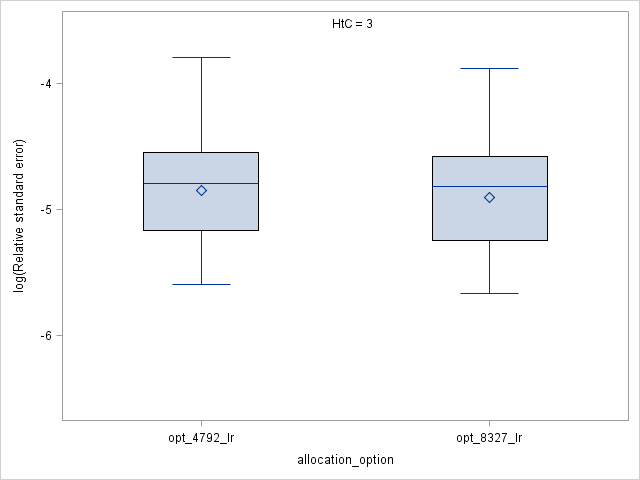 HtC = 3
-4
-5
-6
log(Relative standard error)
opt_4792_lr
opt_8327_lr
allocation_option